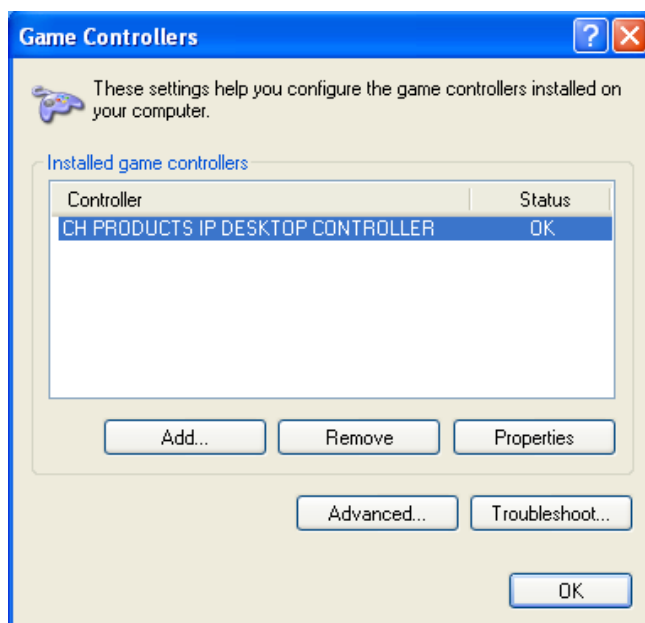 Game Controllers
?
These settings help you configure the game controllers installed on
your computer.
Installed game controllers
Controller Status
CH PRODUCTS IP DESKTOP CONTROLLER OK
Add... Remove Properties
Advanced... Troubleshoot...
OK